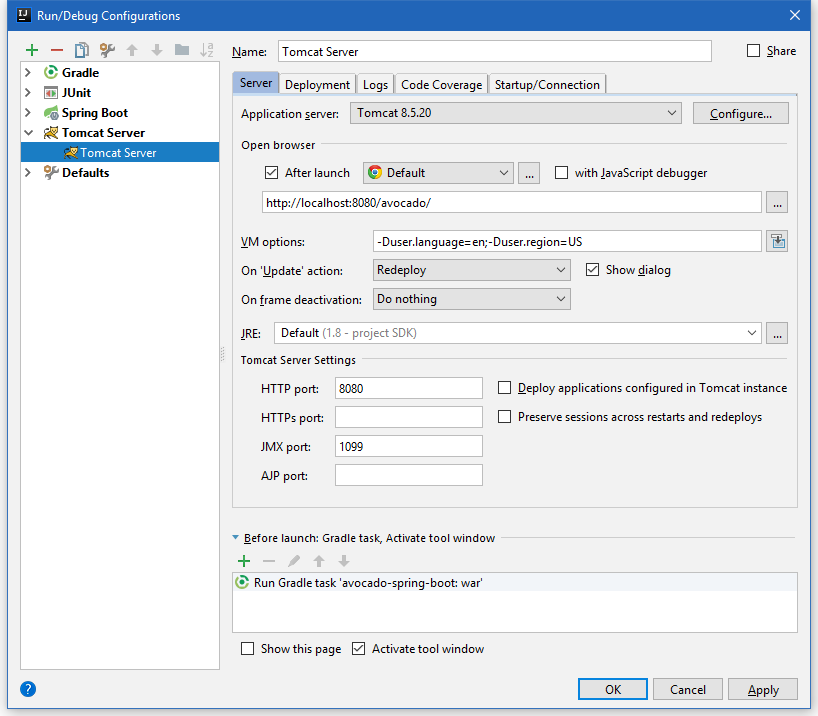 Run/Debug Configurations
Name: Tomcat Server Share
Gradle
JUnit
Spring Boot
Tomcat Server
Tomcat Server
Defaults
Server Deployment Logs Code Coverage Startup/Connection
Application server: Tomcat 8.5.20 Configure...
Open browser
After launch Default ... with JavaScript debugger
http://localhost:8080/avocado/ ...
VM options: -Duser.language=en;-Duser.region=US
On 'Update' action: Redeploy Show dialog
On frame deactivation: Do nothing
JRE: Default (1.8 - project SDK) ...
Tomcat Server Settings
HTTP port: 8080 Deploy applications configured in Tomcat instance
HTTPs port: Preserve sessions across restarts and redeploys
JMX port: 1099
AJP port:
Before launch: Gradle task, Activate tool window
Run Gradle task 'avocado-spring-boot: war'
Show this page Activate tool window
? OK Cancel Apply